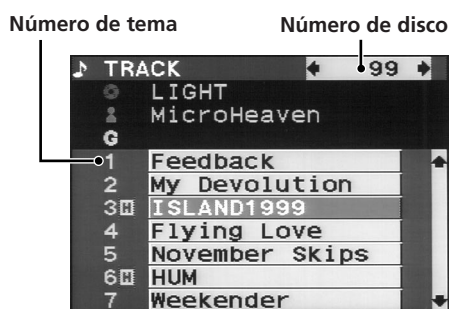 Número de tema Número de disco
♪ TRACK 99
LIGHT
MicroHeaven
G
1 Feedback
2 My Devolution
3 H ISLAND1999
4 Flying Love
5 November Skips
6 H HUM
7 Weekender